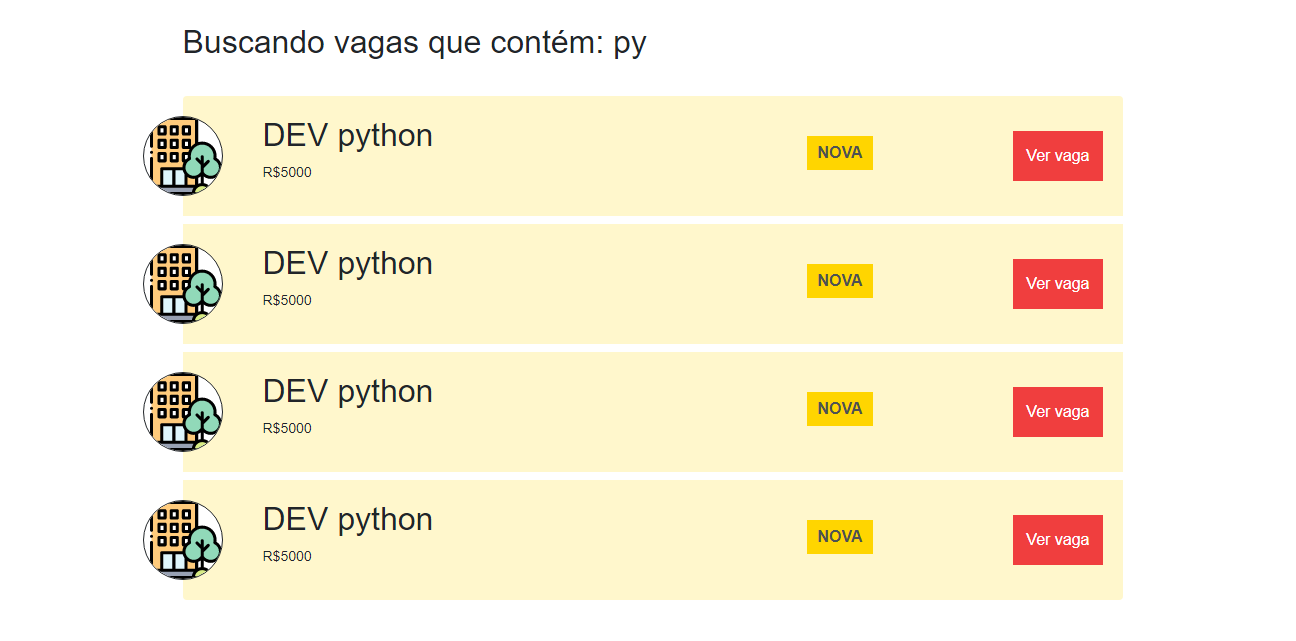 Buscando vagas que contém: py
DEV python
R$5000
NOVA
Ver vaga
DEV python
R$5000
NOVA
Ver vaga
DEV python
R$5000
NOVA
Ver vaga
DEV python
R$5000
NOVA
Ver vaga